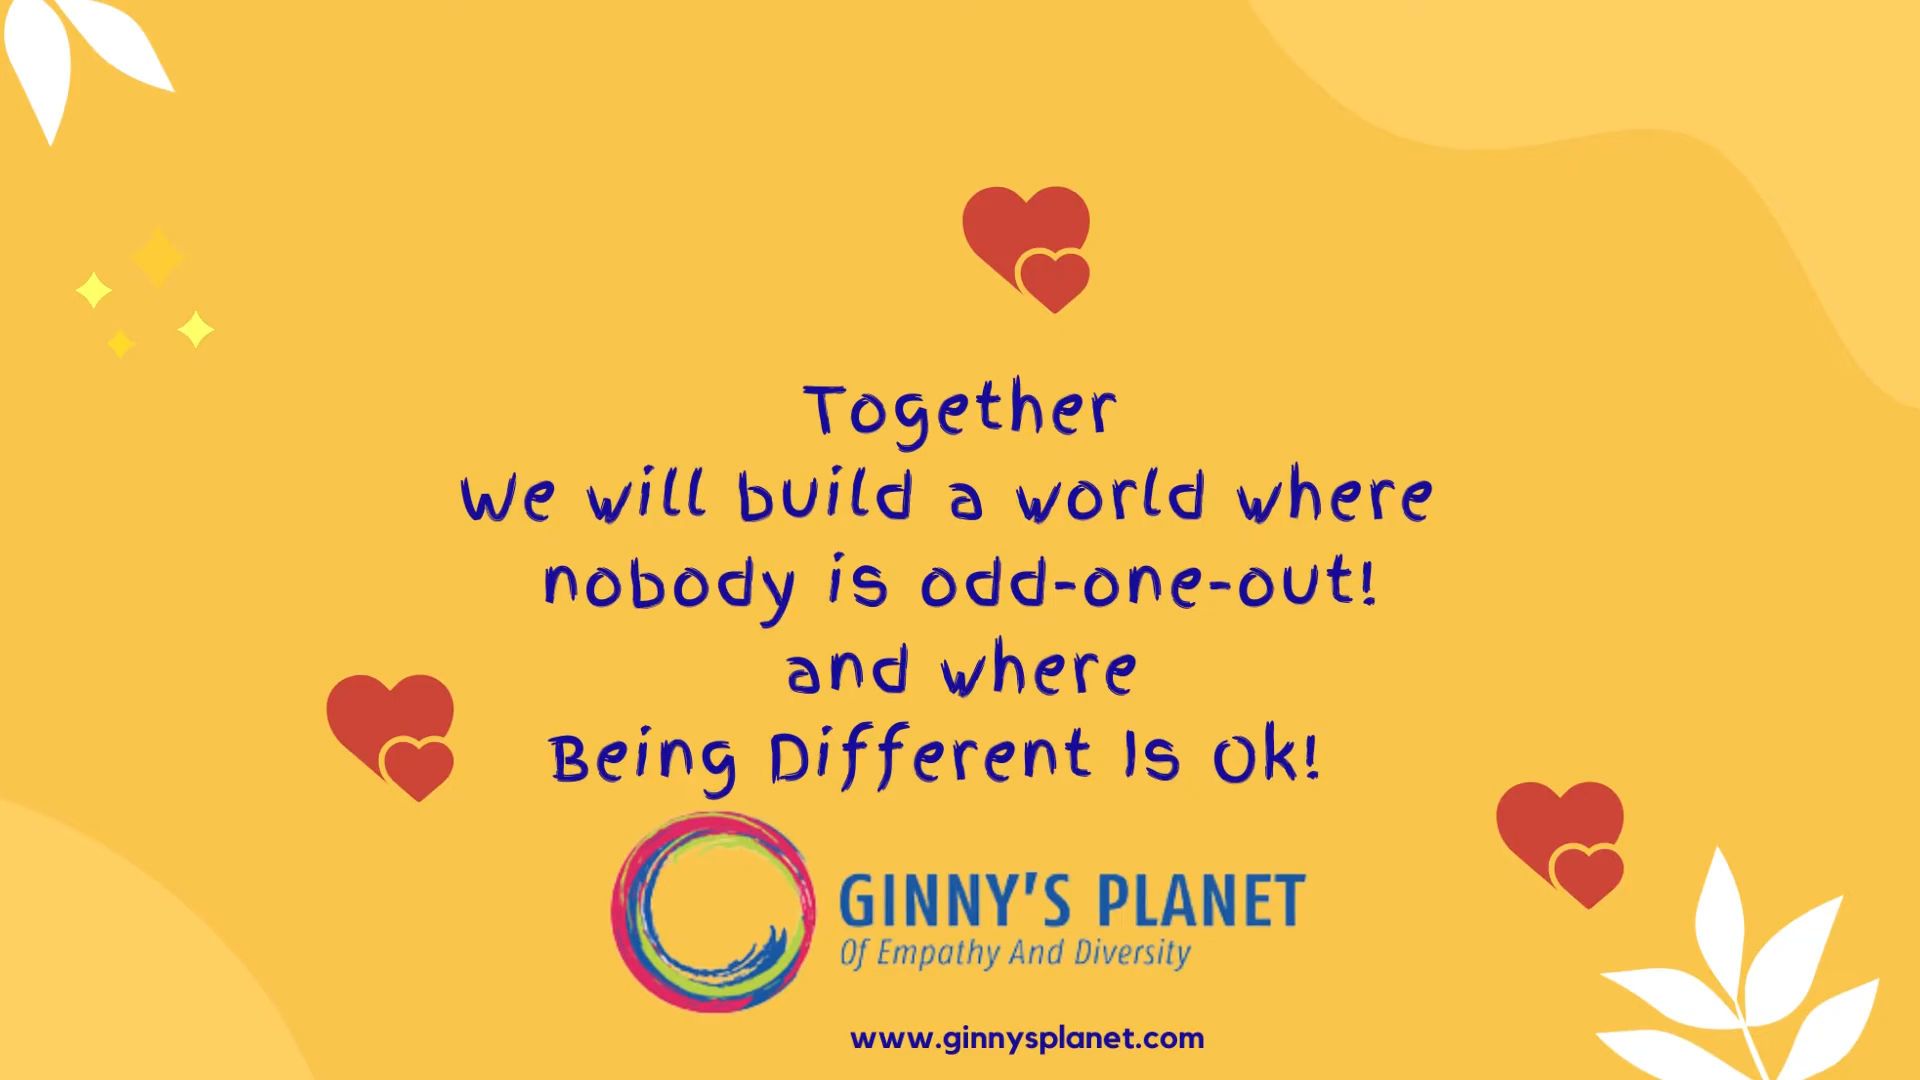 Together
We will build a world where
nobody is odd-one-out!
and where
Being Different Is Ok!
GINNY'S PLANET
Of Empathy And Diversity
www.ginnysplanet.com